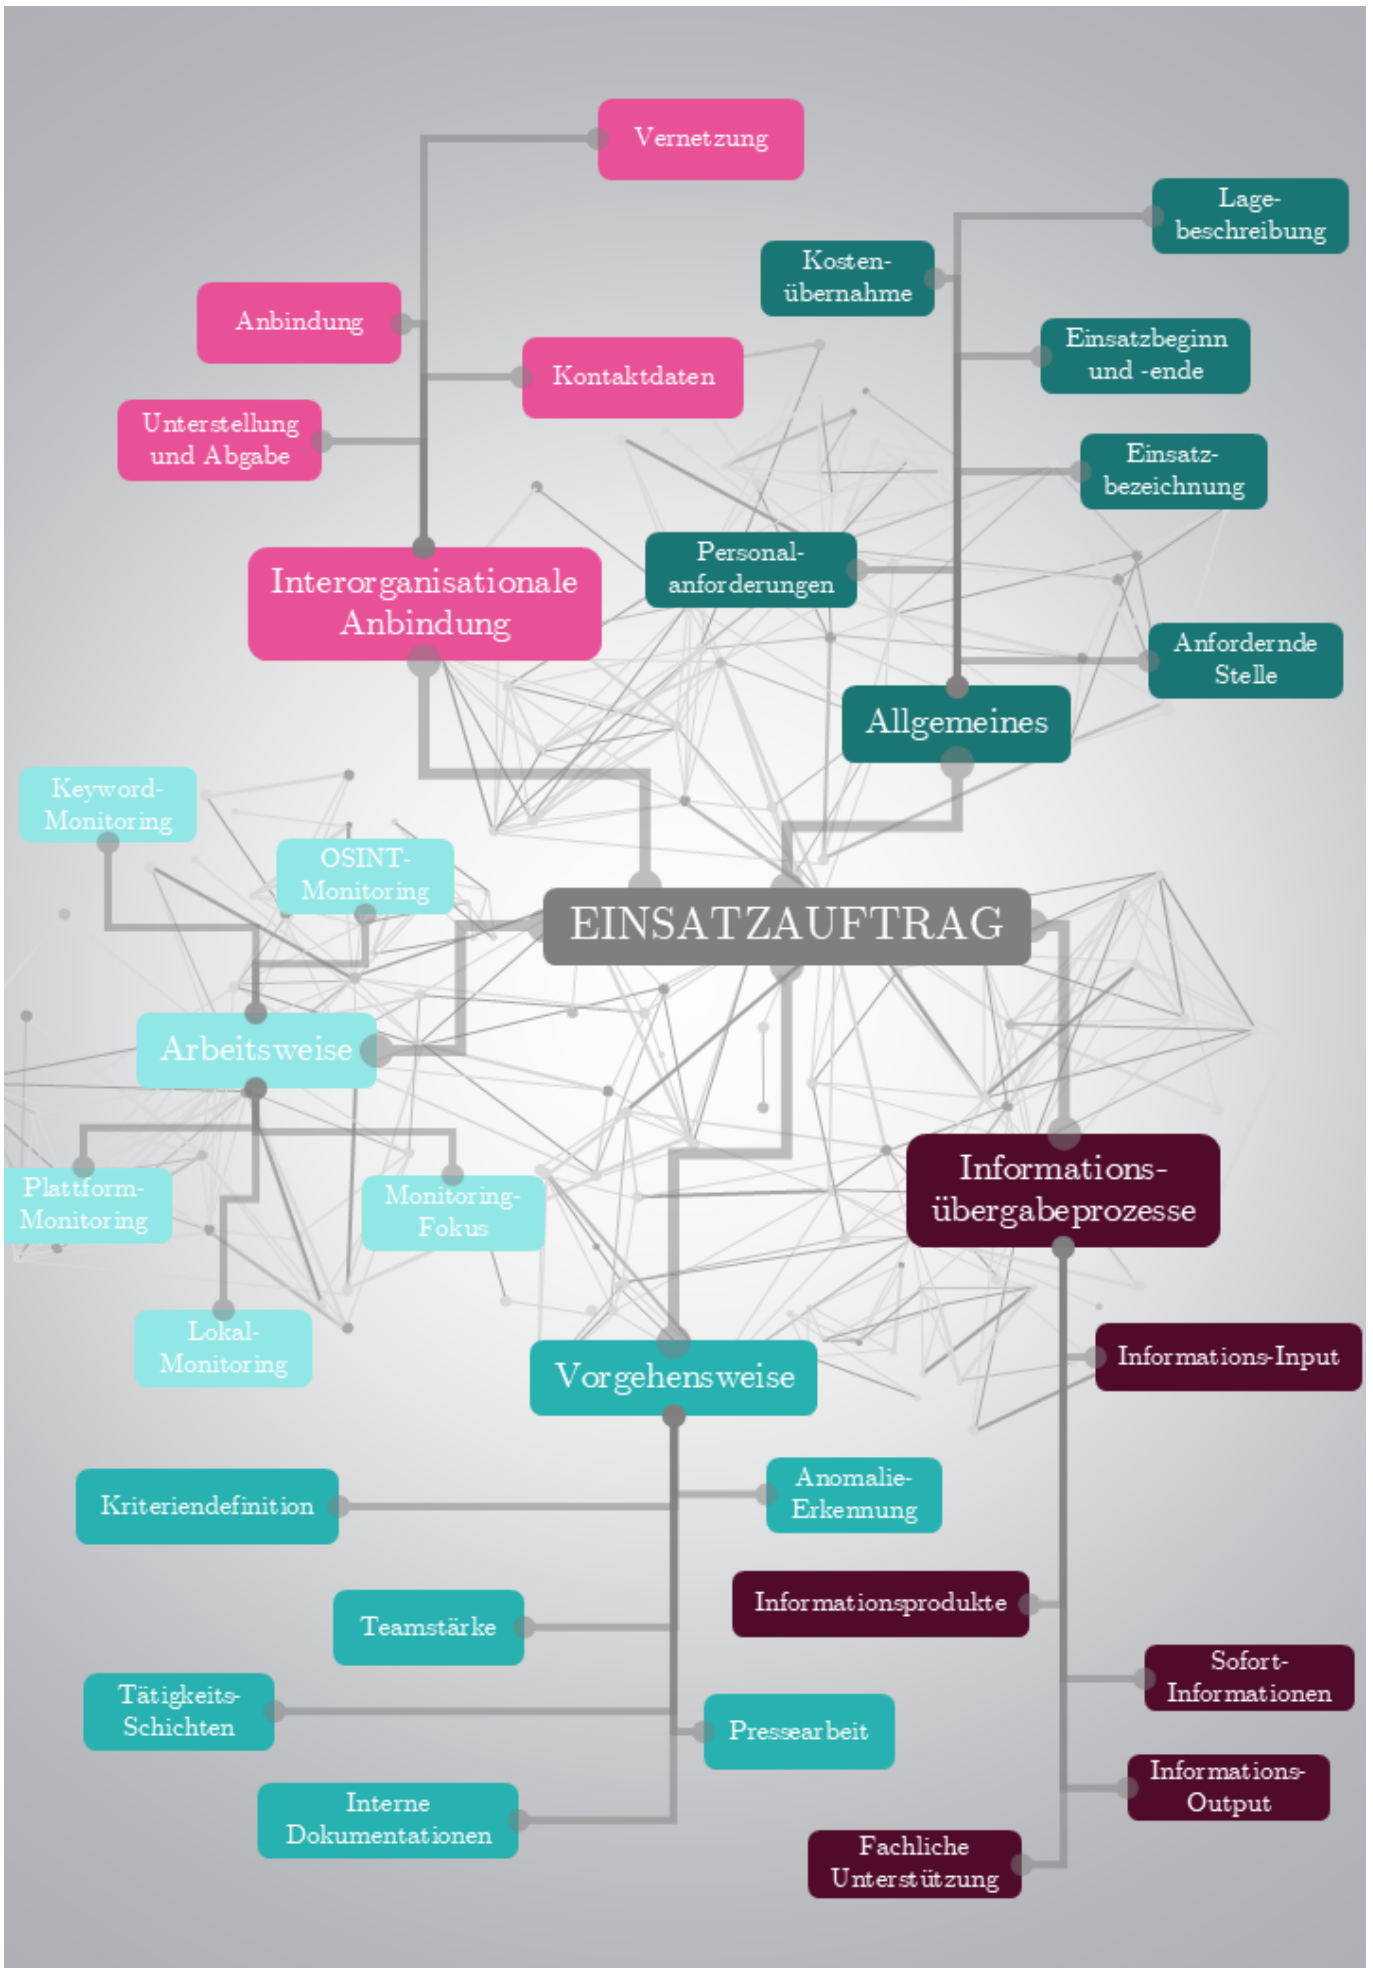 Vernetzung
Lage-
beschreibung
Kosten-
übernahme
Anbindung
Einsatzbeginn
und -ende
Kontaktdaten
Unterstellung
und Abgabe
Einsatz-
bezeichnung
Personal-
anforderungen
Interorganisationale
Anbindung
Anfordernde
Stelle
Allgemeines
Keyword-
Monitoring
OSINT-
Monitoring
EINSATZAUFTRAG
Arbeitsweise
Plattform-
Monitoring
Monitoring-
Fokus
Informations-
übergabeprozesse
Lokal-
Monitoring
Vorgehensweise
Informations-Input
Kriteriendefinition
Anomalie-
Erkennung
Informationsprodukte
Teamstärke
Sofort-
Informationen
Tätigkeits-
Schichten
Pressearbeit
Informations-
Output
Interne
Dokumentationen
Fachliche
Unterstützung